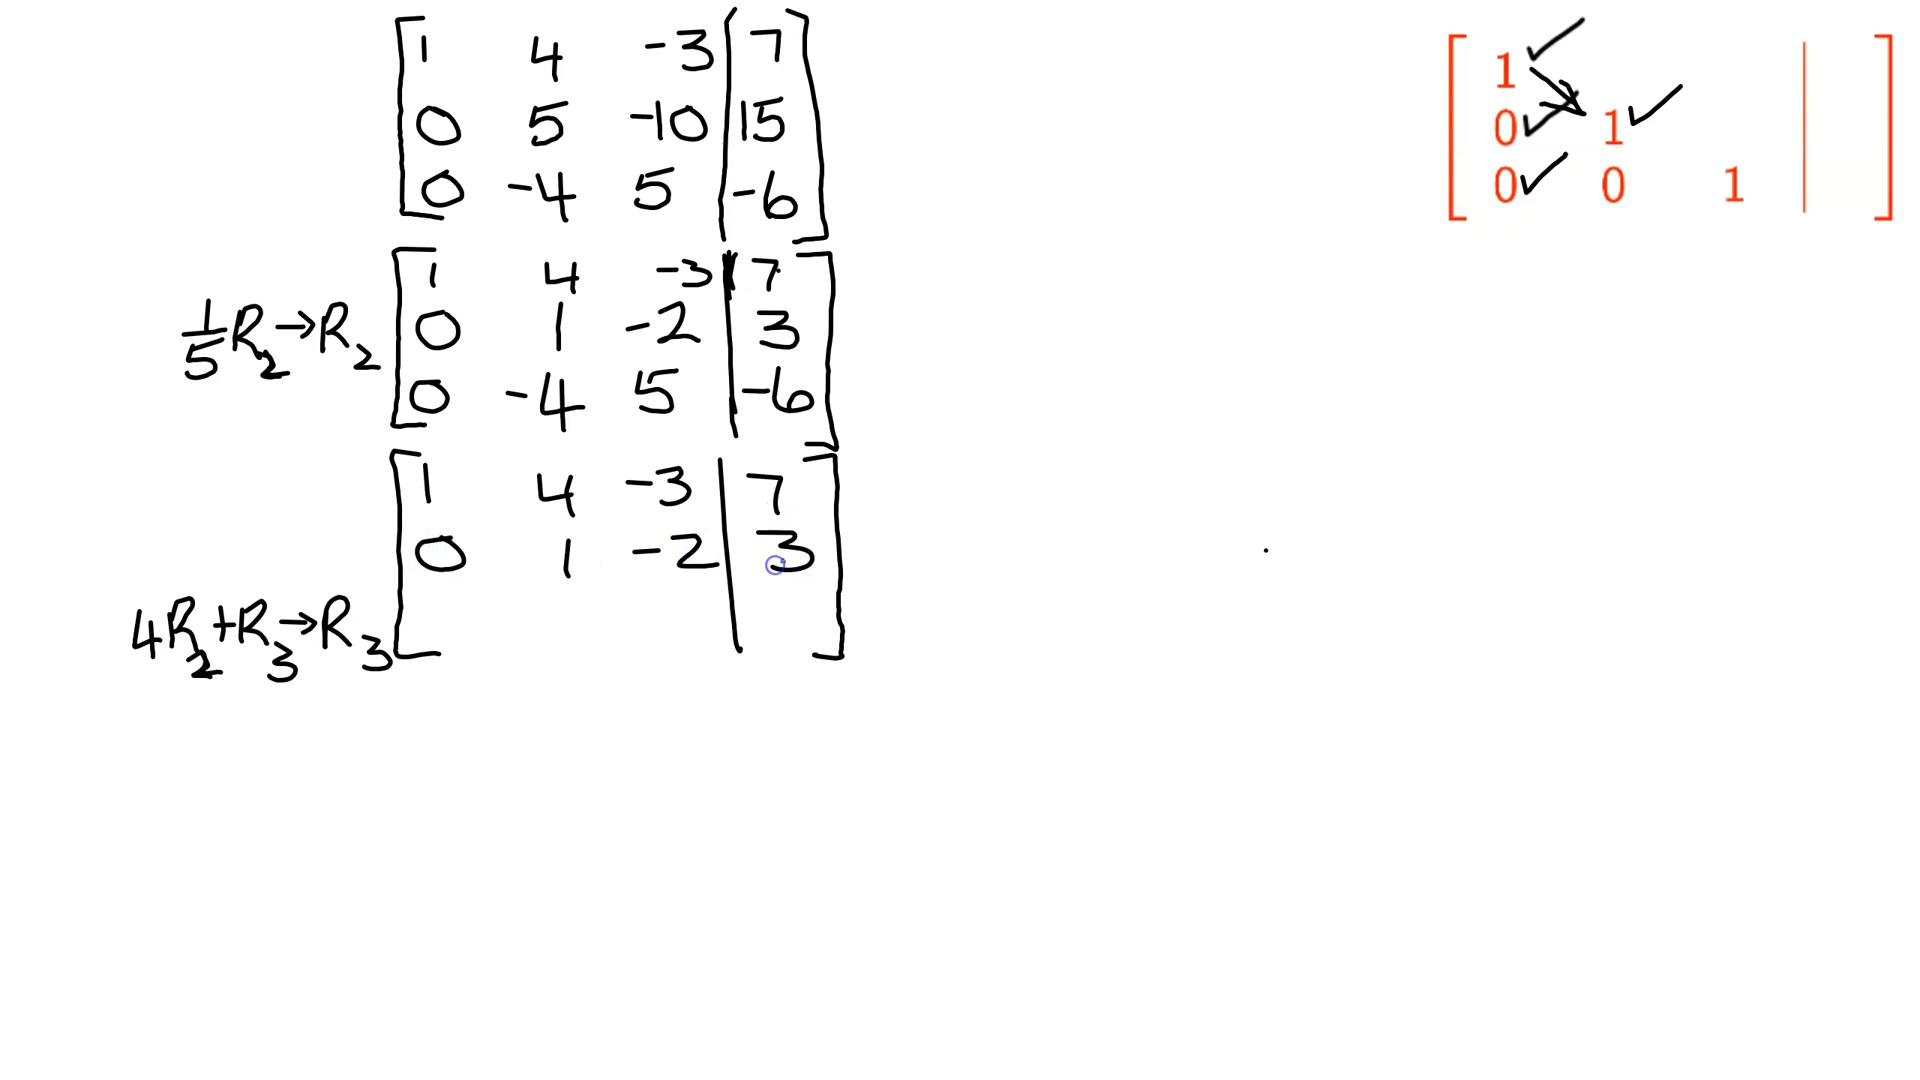 1 4 -3 | 7
0 5 -10 | 15
0 -4 5 | -6
1 4 -3 | 7
1/5 R₂ → R₂ 0 1 -2 | 3
0 -4 5 | -6
1 4 -3 | 7
0 1 -2 | 3
4R₂ + R₃ → R₃
1
0 1
0 0 1